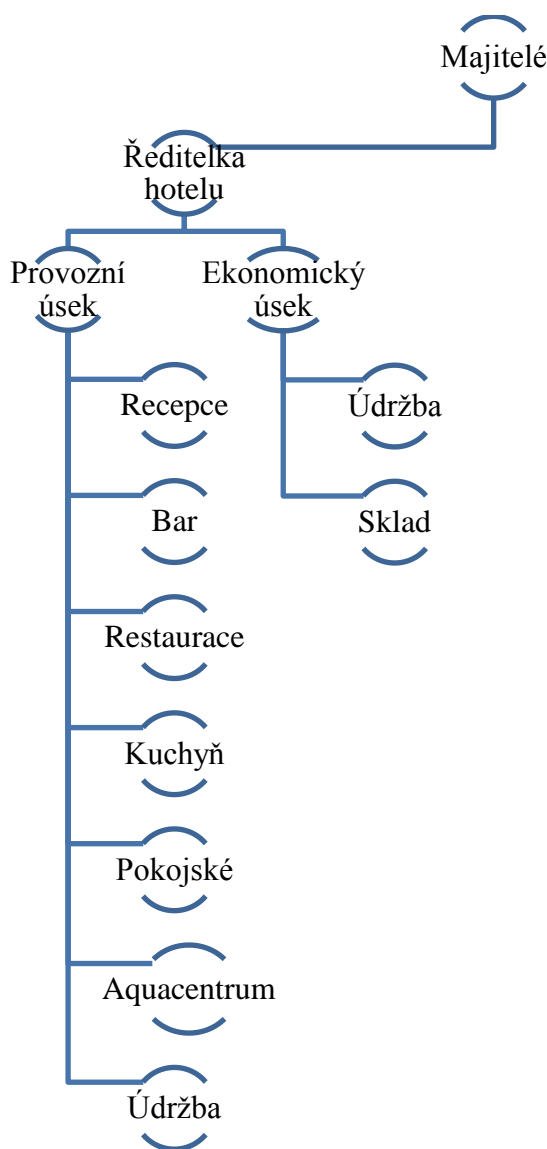 Majitelé
Ředitelka
hotelu
Provozní
úsek
Ekonomický
úsek
Recepce
Údržba
Bar
Sklad
Restaurace
Kuchyň
Pokojské
Aquacentrum
Údržba